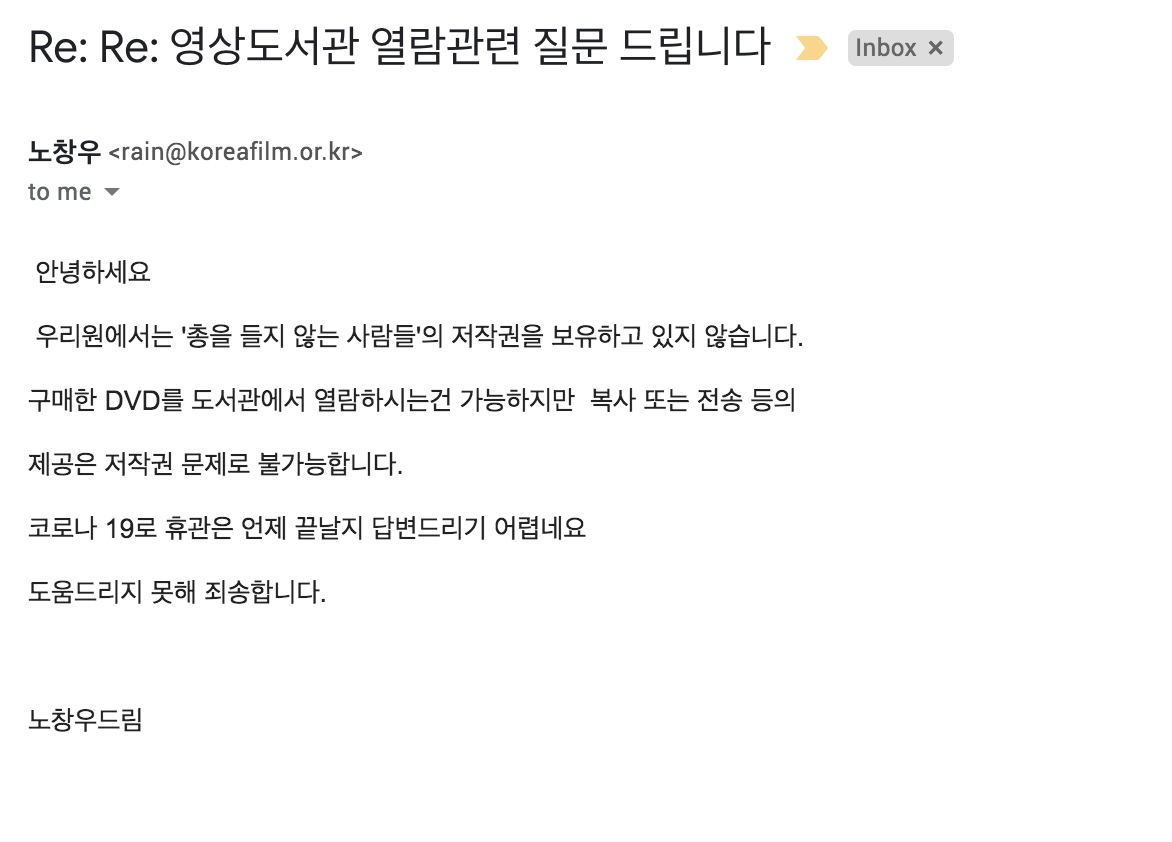 Re: Re: 영상도서관 열람관련 질문 드립니다 Inbox ×
노창우 <rain@koreafilm.or.kr>
to me
안녕하세요
우리원에서는 '총을 들지 않는 사람들'의 저작권을 보유하고 있지 않습니다.
구매한 DVD를 도서관에서 열람하시는건 가능하지만 복사 또는 전송 등의
제공은 저작권 문제로 불가능합니다.
코로나 19로 휴관은 언제 끝날지 답변드리기 어렵네요
도움드리지 못해 죄송합니다.
노창우드림